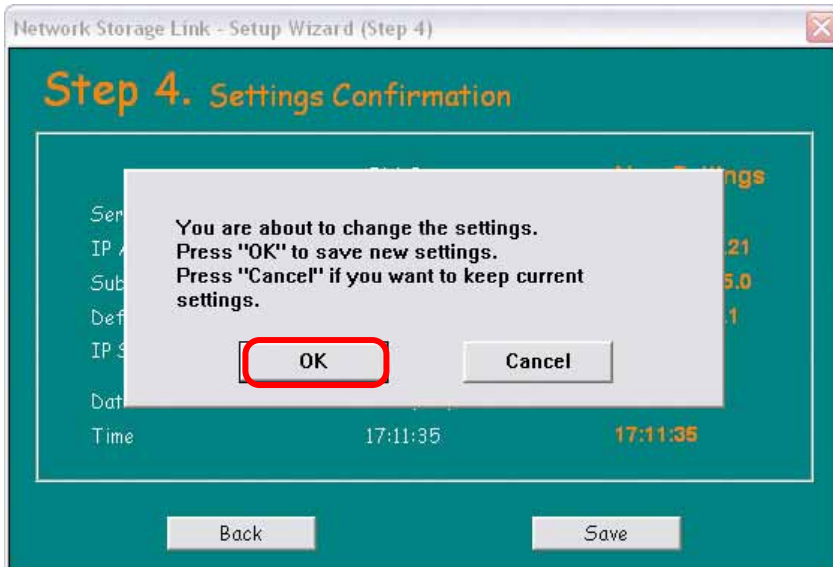 Network Storage Link - Setup Wizard (Step 4)
Step 4. Settings Confirmation
You are about to change the settings.
Press "OK" to save new settings.
Press "Cancel" if you want to keep current
settings.
OK Cancel
Time 17:11:35 17:11:35
Back Save